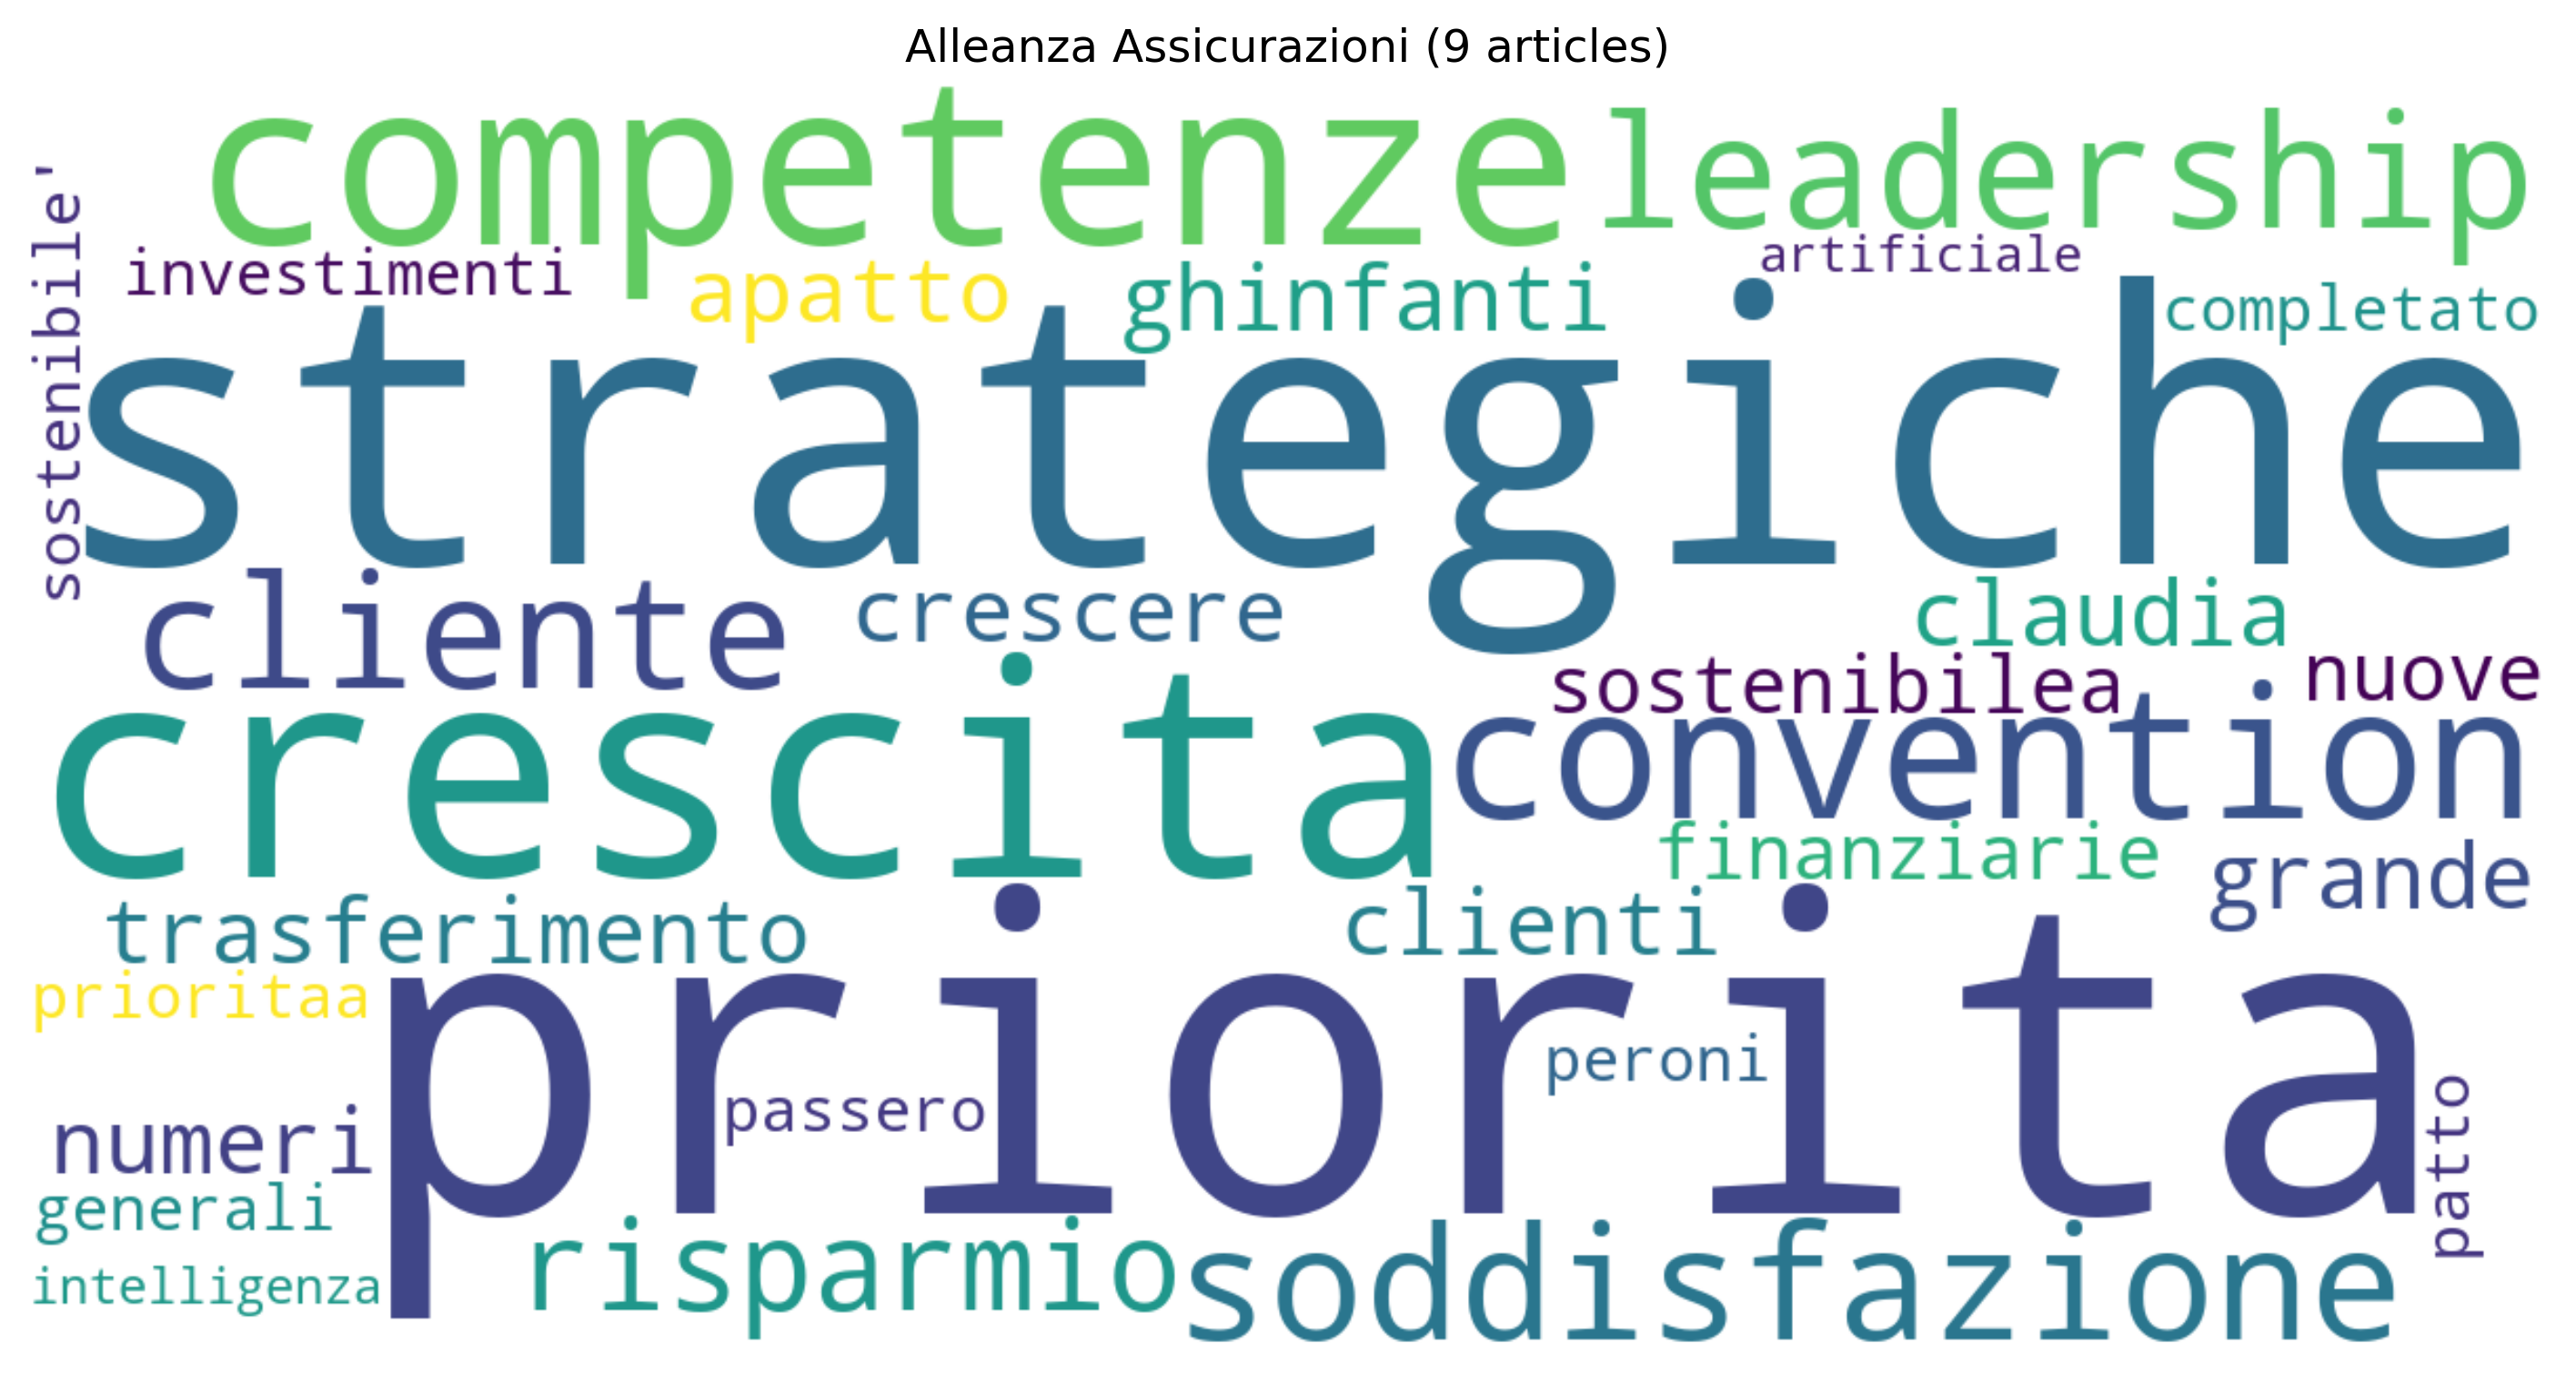 Alleanza Assicurazioni (9 articles)
competenze leadership
sostenibile'
investimenti apatto ghinfanti artificiale completato
strategiche
cliente crescere claudia
sostenibilea nuove
crescita convention
finanziarie grande
trasferimento clienti
prioritaa
priorita
peroni
passero
numeri
patto
generali
risparmio soddisfazione
intelligenza